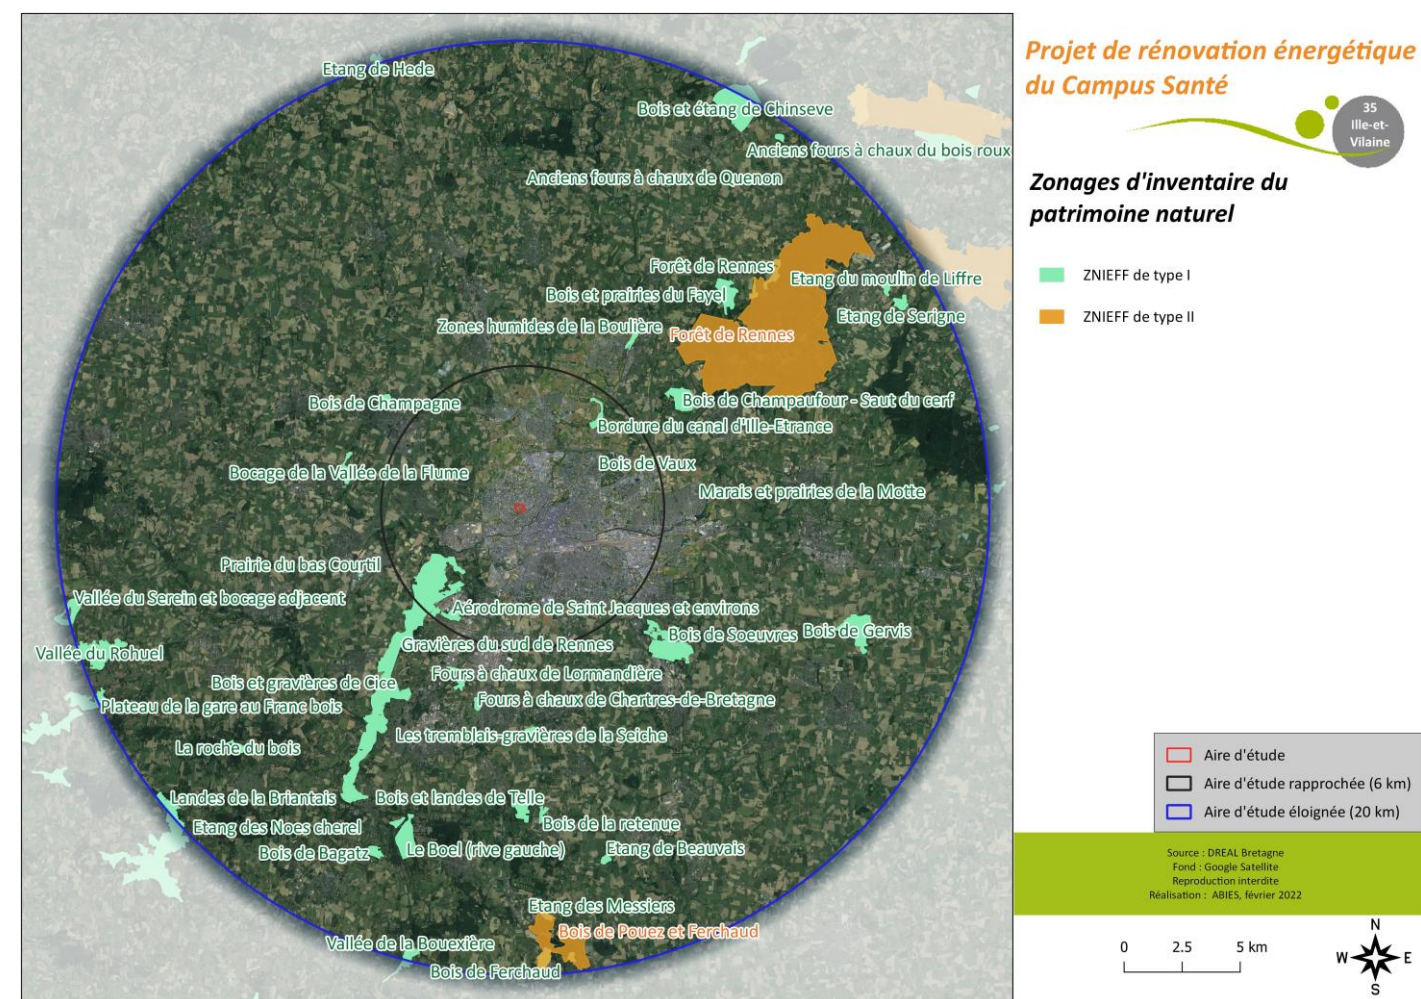 Projet de rénovation énergétique
du Campus Santé
35
Ille-et-
Vilaine
Zonages d'inventaire du
patrimoine naturel
ZNIEFF de type I
ZNIEFF de type II
Etang de Hede
Bois et étang de Chinseve
Anciens fours à chaux du bois roux
Anciens fours à chaux de Quenon
Forêt de Rennes
Etang du moulin de Liffre
Bois et prairies du Fayel
Etang de Serigne
Zones humides de la Boulière
Forêt de Rennes
Bois de Champagne
Bois de Champaufour - Saut du cerf
Bordure du canal d'Ille-Etrance
Bocage de la Vallée de la Flume
Bois de Vaux
Marais et prairies de la Motte
Prairie du bas Courtil
Vallée du Serein et bocage adjacent
Aérodrome de Saint Jacques et environs
Bois de Soeuvres
Bois de Gervis
Gravières du sud de Rennes
Vallée du Rohuel
Fours à chaux de Lormandière
Bois et gravières de Cice
Fours à chaux de Chartres-de-Bretagne
Plateau de la gare au Franc bois
Les tremblais-gravières de la Seiche
La roche du bois
Landes de la Briantais
Bois et landes de Telle
Etang des Noes cherel
Bois de la retenue
Bois de Bagatz
Le Boel (rive gauche)
Etang de Beauvais
Etang des Messiers
Bois de Pouez et Ferchaud
Vallée de la Bouexière
Bois de Ferchaud
Aire d'étude
Aire d'étude rapprochée (6 km)
Aire d'étude éloignée (20 km)
Source : DREAL Bretagne
Fond : Google Satellite
Reproduction interdite
Réalisation : ABIES, février 2022
0 2.5 5 km
N
W E
S